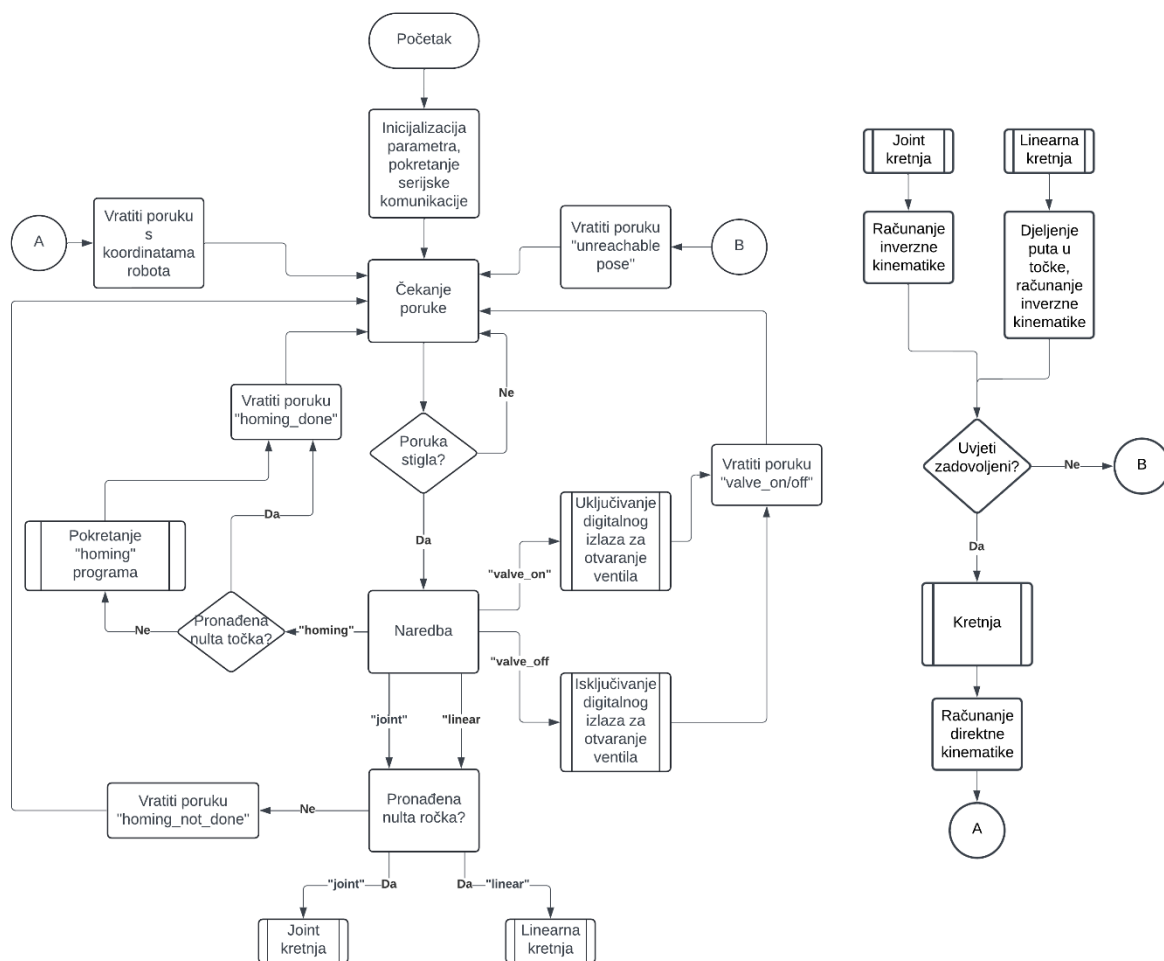 Početak
Inicijalizacija
parametra,
pokretanje
serijske
komunikacije
A
Vratiti poruku
s
koordinatama
robota
Vratiti poruku
"unreachable
pose"
B
Čekanje
poruke
Ne
Vratiti poruku
"homing_done"
Poruka
stigla?
Da
Vratiti poruku
"valve_on/off"
Uključivanje
digitalnog
izlaza za
otvaranje
ventila
"valve_on"
Da
Pokretanje
"homing"
programa
Ne
Pronađena
nulta točka?
"homing"
Naredba
"valve_off
Isključivanje
digitalnog
izlaza za
otvaranje
ventila
"joint"
"linear
Pronađena
nulta ročka?
Ne
Vratiti poruku
"homing_not_done"
"joint"
Da
Da
"linear"
Joint
kretnja
Linearna
kretnja
Joint
kretnja
Linearna
kretnja
Računanje
inverzne
kinematike
Djeljenje
puta u
točke,
računanje
inverzne
kinematike
Uvjeti
zadovoljeni?
Ne
B
Da
Kretnja
Računanje
direktne
kinematike
A